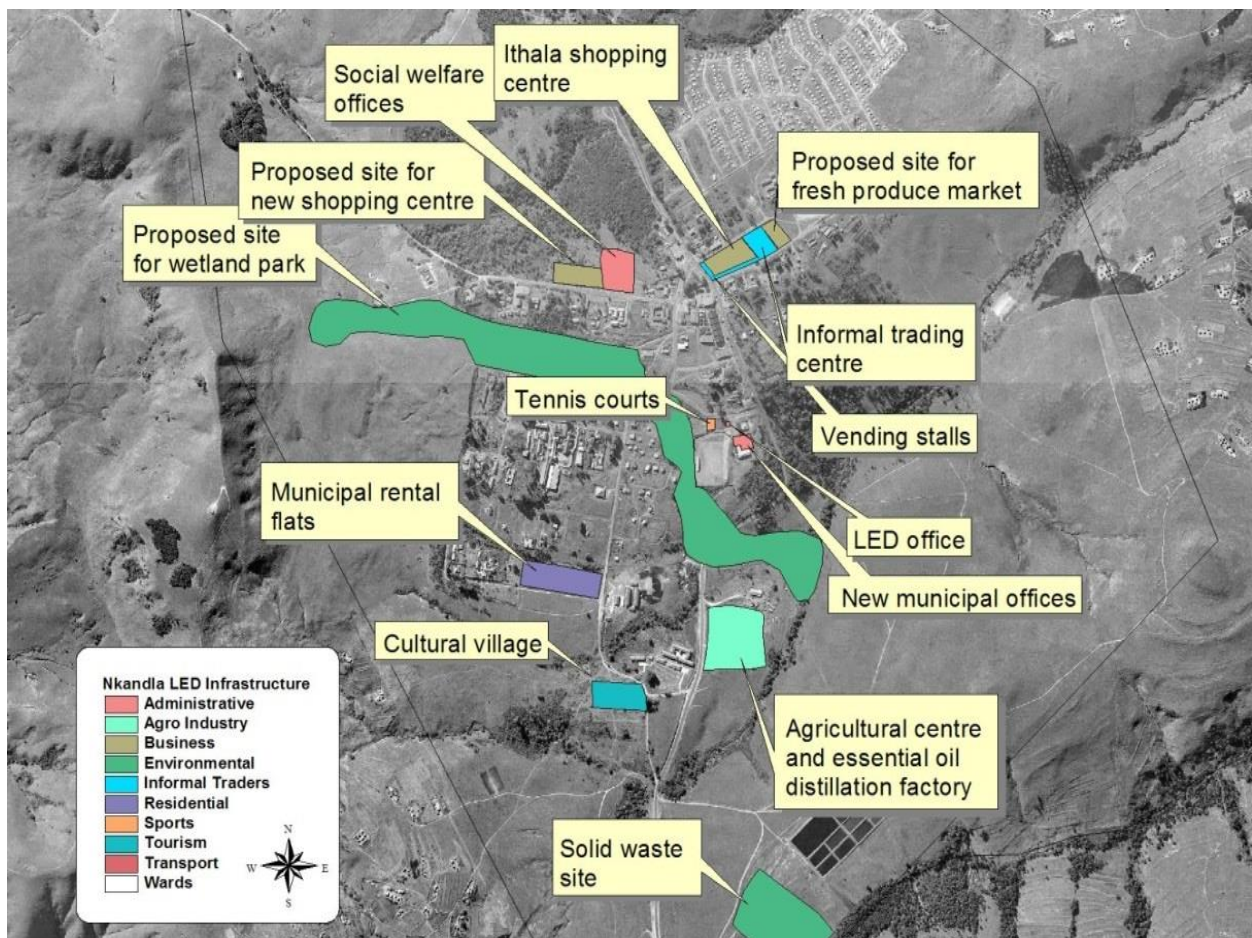 Ithala shopping
centre
Social welfare
offices
Proposed site for
new shopping centre
Proposed site for
fresh produce market
Proposed site
for wetland park
Informal trading
centre
Tennis courts
Vending stalls
Municipal rental
flats
LED office
New municipal offices
Cultural village
Agricultural centre
and essential oil
distillation factory
Solid waste
site
Nkandla LED Infrastructure
Administrative
Agro Industry
Business
Environmental
Informal Traders
Residential
Sports
Tourism
Transport
Wards
N
W E
S